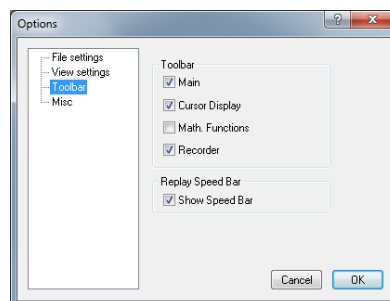 Options
File settings
View settings
Toolbar
Misc
Toolbar
Main
Cursor Display
Math. Functions
Recorder
Replay Speed Bar
Show Speed Bar
Cancel
OK